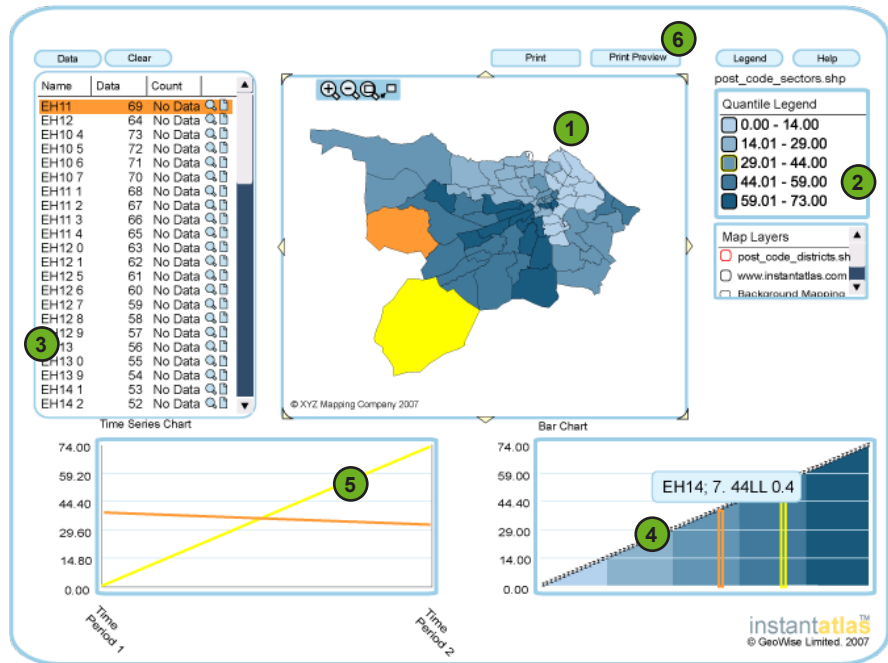 6
Data Clear Print Print Preview Legend Help
post_code_sectors.shp
Name Data Count
EH11 69 No Data
EH12 64 No Data
EH10 4 73 No Data
EH10 5 72 No Data
EH10 6 71 No Data
EH10 7 70 No Data
EH11 1 68 No Data
EH11 2 67 No Data
EH11 3 66 No Data
EH11 4 65 No Data
EH12 0 63 No Data
EH12 1 62 No Data
EH12 5 61 No Data
EH12 6 60 No Data
EH12 7 59 No Data
EH12 8 58 No Data
12 9 57 No Data
3
13 56 No Data
EH13 0 55 No Data
EH13 9 54 No Data
EH14 1 53 No Data
EH14 2 52 No Data
1
© XYZ Mapping Company 2007
Quantile Legend
0.00 - 14.00
14.01 - 29.00
29.01 - 44.00
2
44.01 - 59.00
59.01 - 73.00
Map Layers
post_code_districts.sh
www.instantatlas.com
Background Mapping
Time Series Chart
74.00
59.20
44.40
29.60
14.80
0.00
5
Time Period 1
Time Period 2
Bar Chart
74.00
59.00
44.40
29.00
14.00
0.00
EH14; 7. 44LL 0.4
4
instantatlas™
© GeoWise Limited. 2007